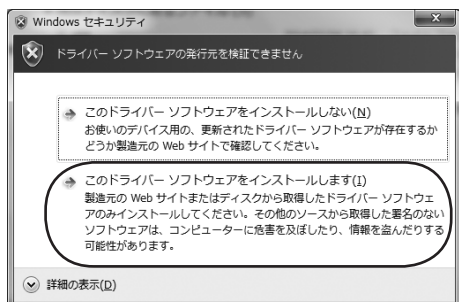 Windows セキュリティ
ドライバー ソフトウェアの発行元を検証できません
このドライバー ソフトウェアをインストールしない(N)
お使いのデバイス用の、更新されたドライバー ソフトウェアが存在するか
どうか製造元の Web サイトで確認してください。
このドライバー ソフトウェアをインストールします(I)
製造元の Web サイトまたはディスクから取得したドライバー ソフトウェ
アのみインストールしてください。その他のソースから取得した署名のない
ソフトウェアは、コンピューターに危害を及ぼしたり、情報を盗んだりする
可能性があります。
詳細の表示(D)